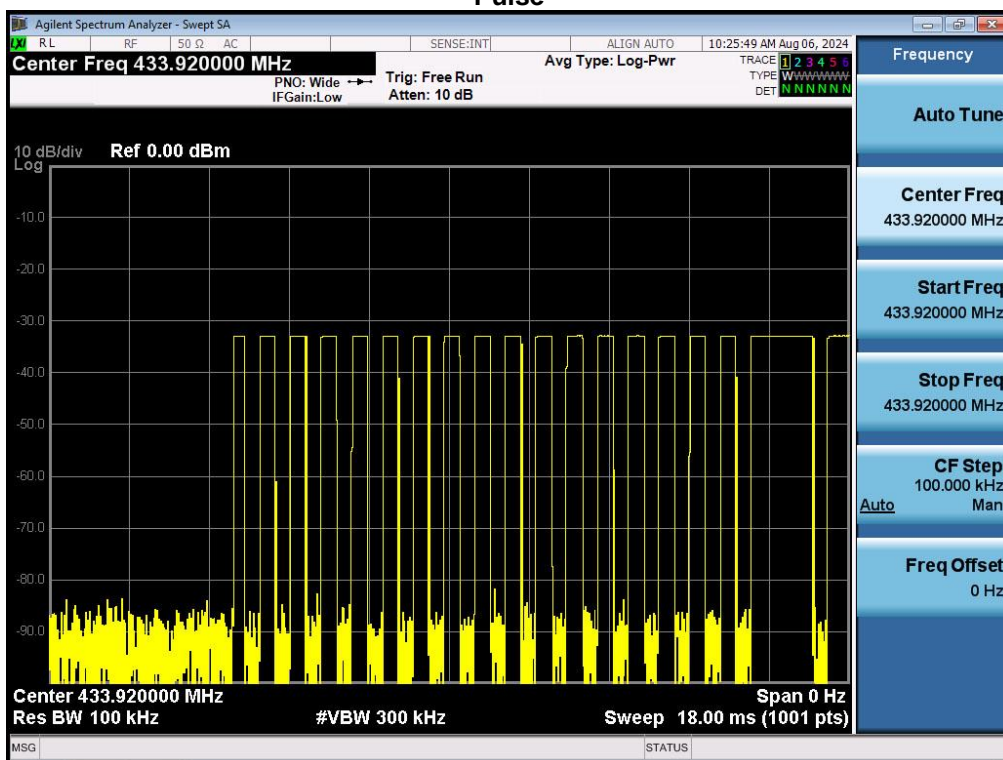 Pulse
Agilent Spectrum Analyzer - Swept SA
LXI RL RF 50 Ω AC SENSE:INT ALIGN AUTO 10:25:49 AM Aug 06, 2024
Center Freq 433.920000 MHz
Avg Type: Log-Pwr
TRACE 1 2 3 4 5 6
PNO: Wide
Trig: Free Run
TYPE WWWWWW
IFGain:Low
Atten: 10 dB
DET N N N N N N
10 dB/div Ref 0.00 dBm
Log
-10.0
-20.0
-30.0
-40.0
-50.0
-60.0
-70.0
-80.0
-90.0
Center 433.920000 MHz Span 0 Hz
Res BW 100 kHz #VBW 300 kHz Sweep 18.00 ms (1001 pts)
MSG STATUS
Frequency
Auto Tune
Center Freq
433.920000 MHz
Start Freq
433.920000 MHz
Stop Freq
433.920000 MHz
CF Step
100.000 kHz
Auto Man
Freq Offset
0 Hz